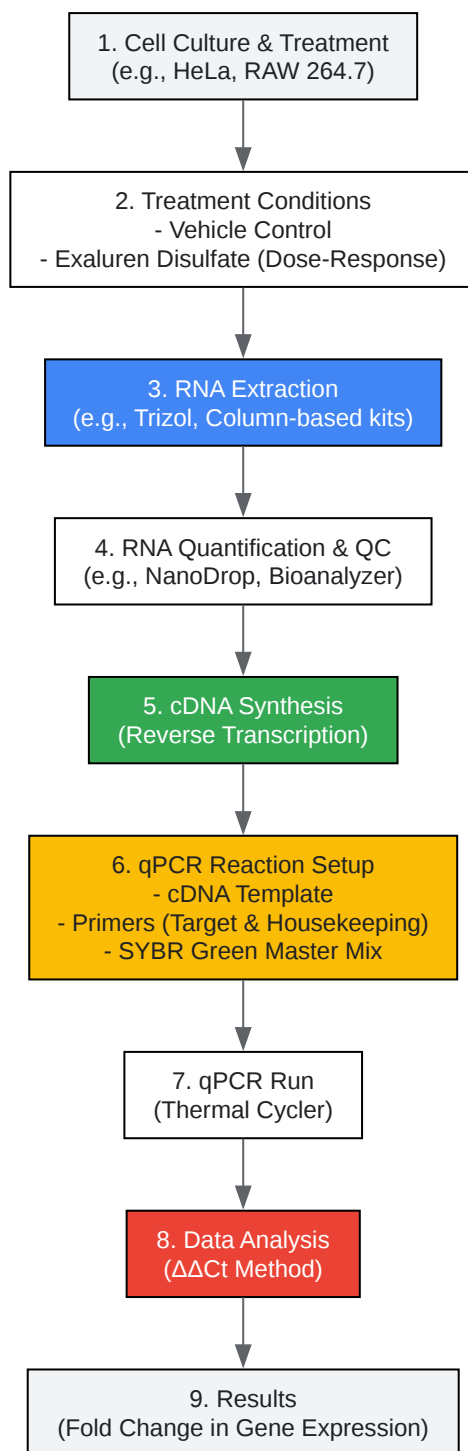 1. Cell Culture & Treatment
(e.g., HeLa, RAW 264.7)
2. Treatment Conditions
- Vehicle Control
- Exaluren Disulfate (Dose-Response)
3. RNA Extraction
(e.g., Trizol, Column-based kits)
4. RNA Quantification & QC
(e.g., NanoDrop, Bioanalyzer)
5. cDNA Synthesis
(Reverse Transcription)
6. qPCR Reaction Setup
- cDNA Template
- Primers (Target & Housekeeping)
- SYBR Green Master Mix
7. qPCR Run
(Thermal Cycler)
8. Data Analysis
(ΔΔCt Method)
9. Results
(Fold Change in Gene Expression)